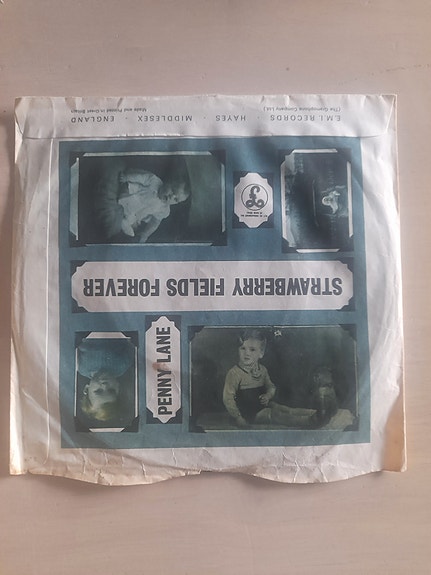 E.M.I. RECORDS · HAYES · MIDDLESEX · ENGLAND
(The Gramophone Company Ltd.) Made and Printed in Great Britain
STRAWBERRY FIELDS FOREVER
PENNY LANE